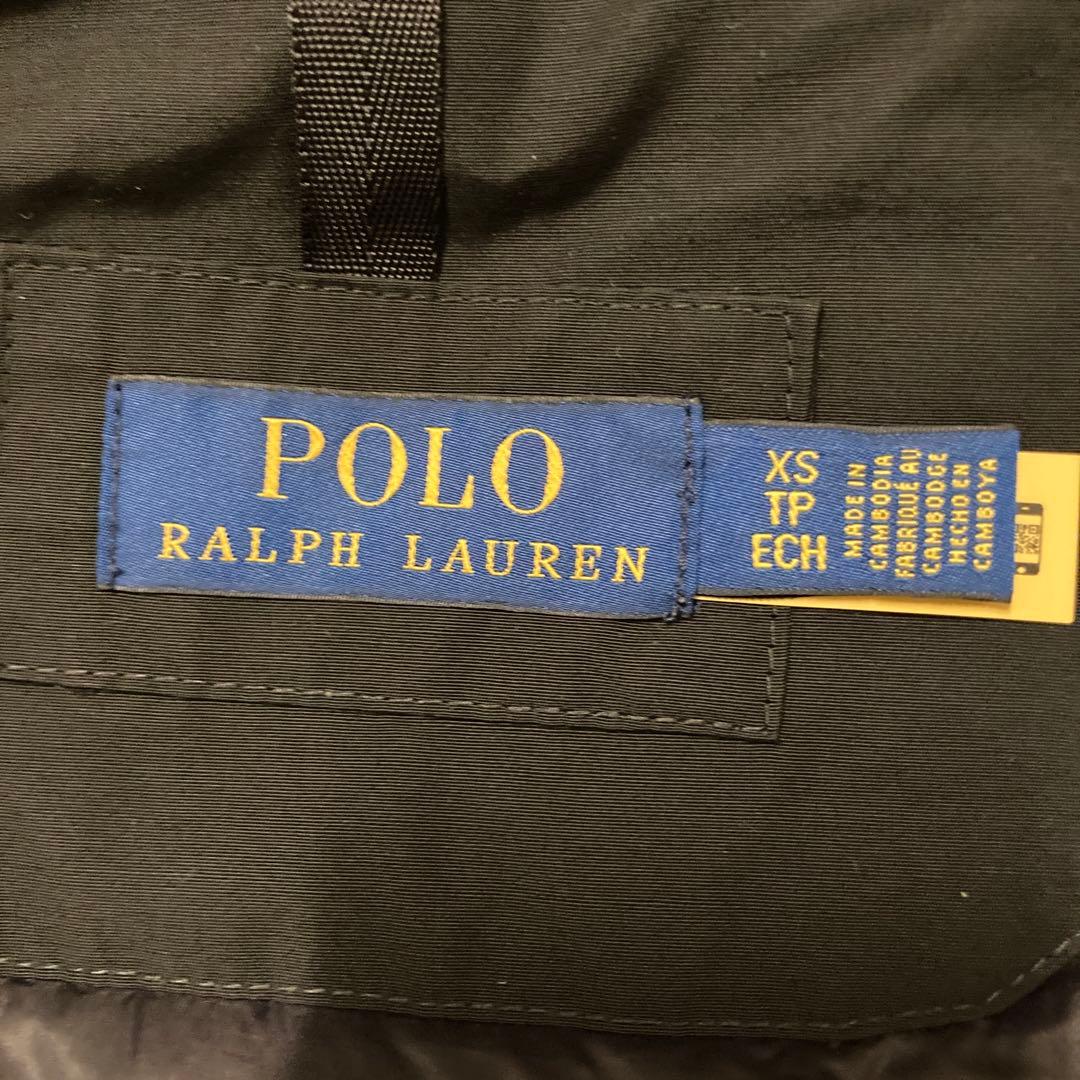 POLO
RALPH LAUREN
XS
TP
ECH
MADE IN
CAMBODIA
FABRIQUÉ AU
CAMBODGE
HECHO EN
CAMBOYA